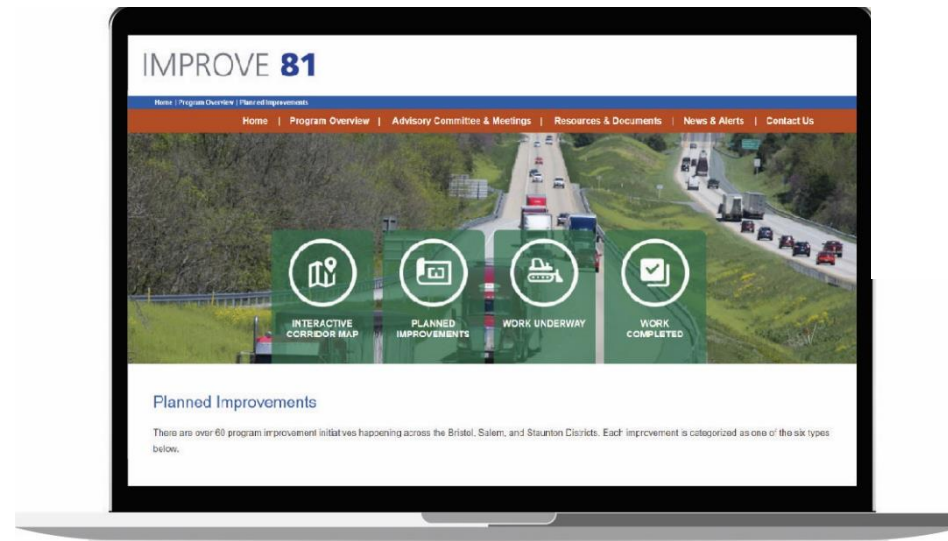 IMPROVE 81
Home | Program Overview | Planned Improvements
Home | Program Overview | Advisory Committee & Meetings | Resources & Documents | News & Alerts | Contact Us
INTERACTIVE CORRIDOR MAP
PLANNED IMPROVEMENTS
WORK UNDERWAY
WORK COMPLETED
Planned Improvements
There are over 60 program improvement initiatives happening across the Bristol, Salem, and Staunton Districts. Each improvement is categorized as one of the six types
below.